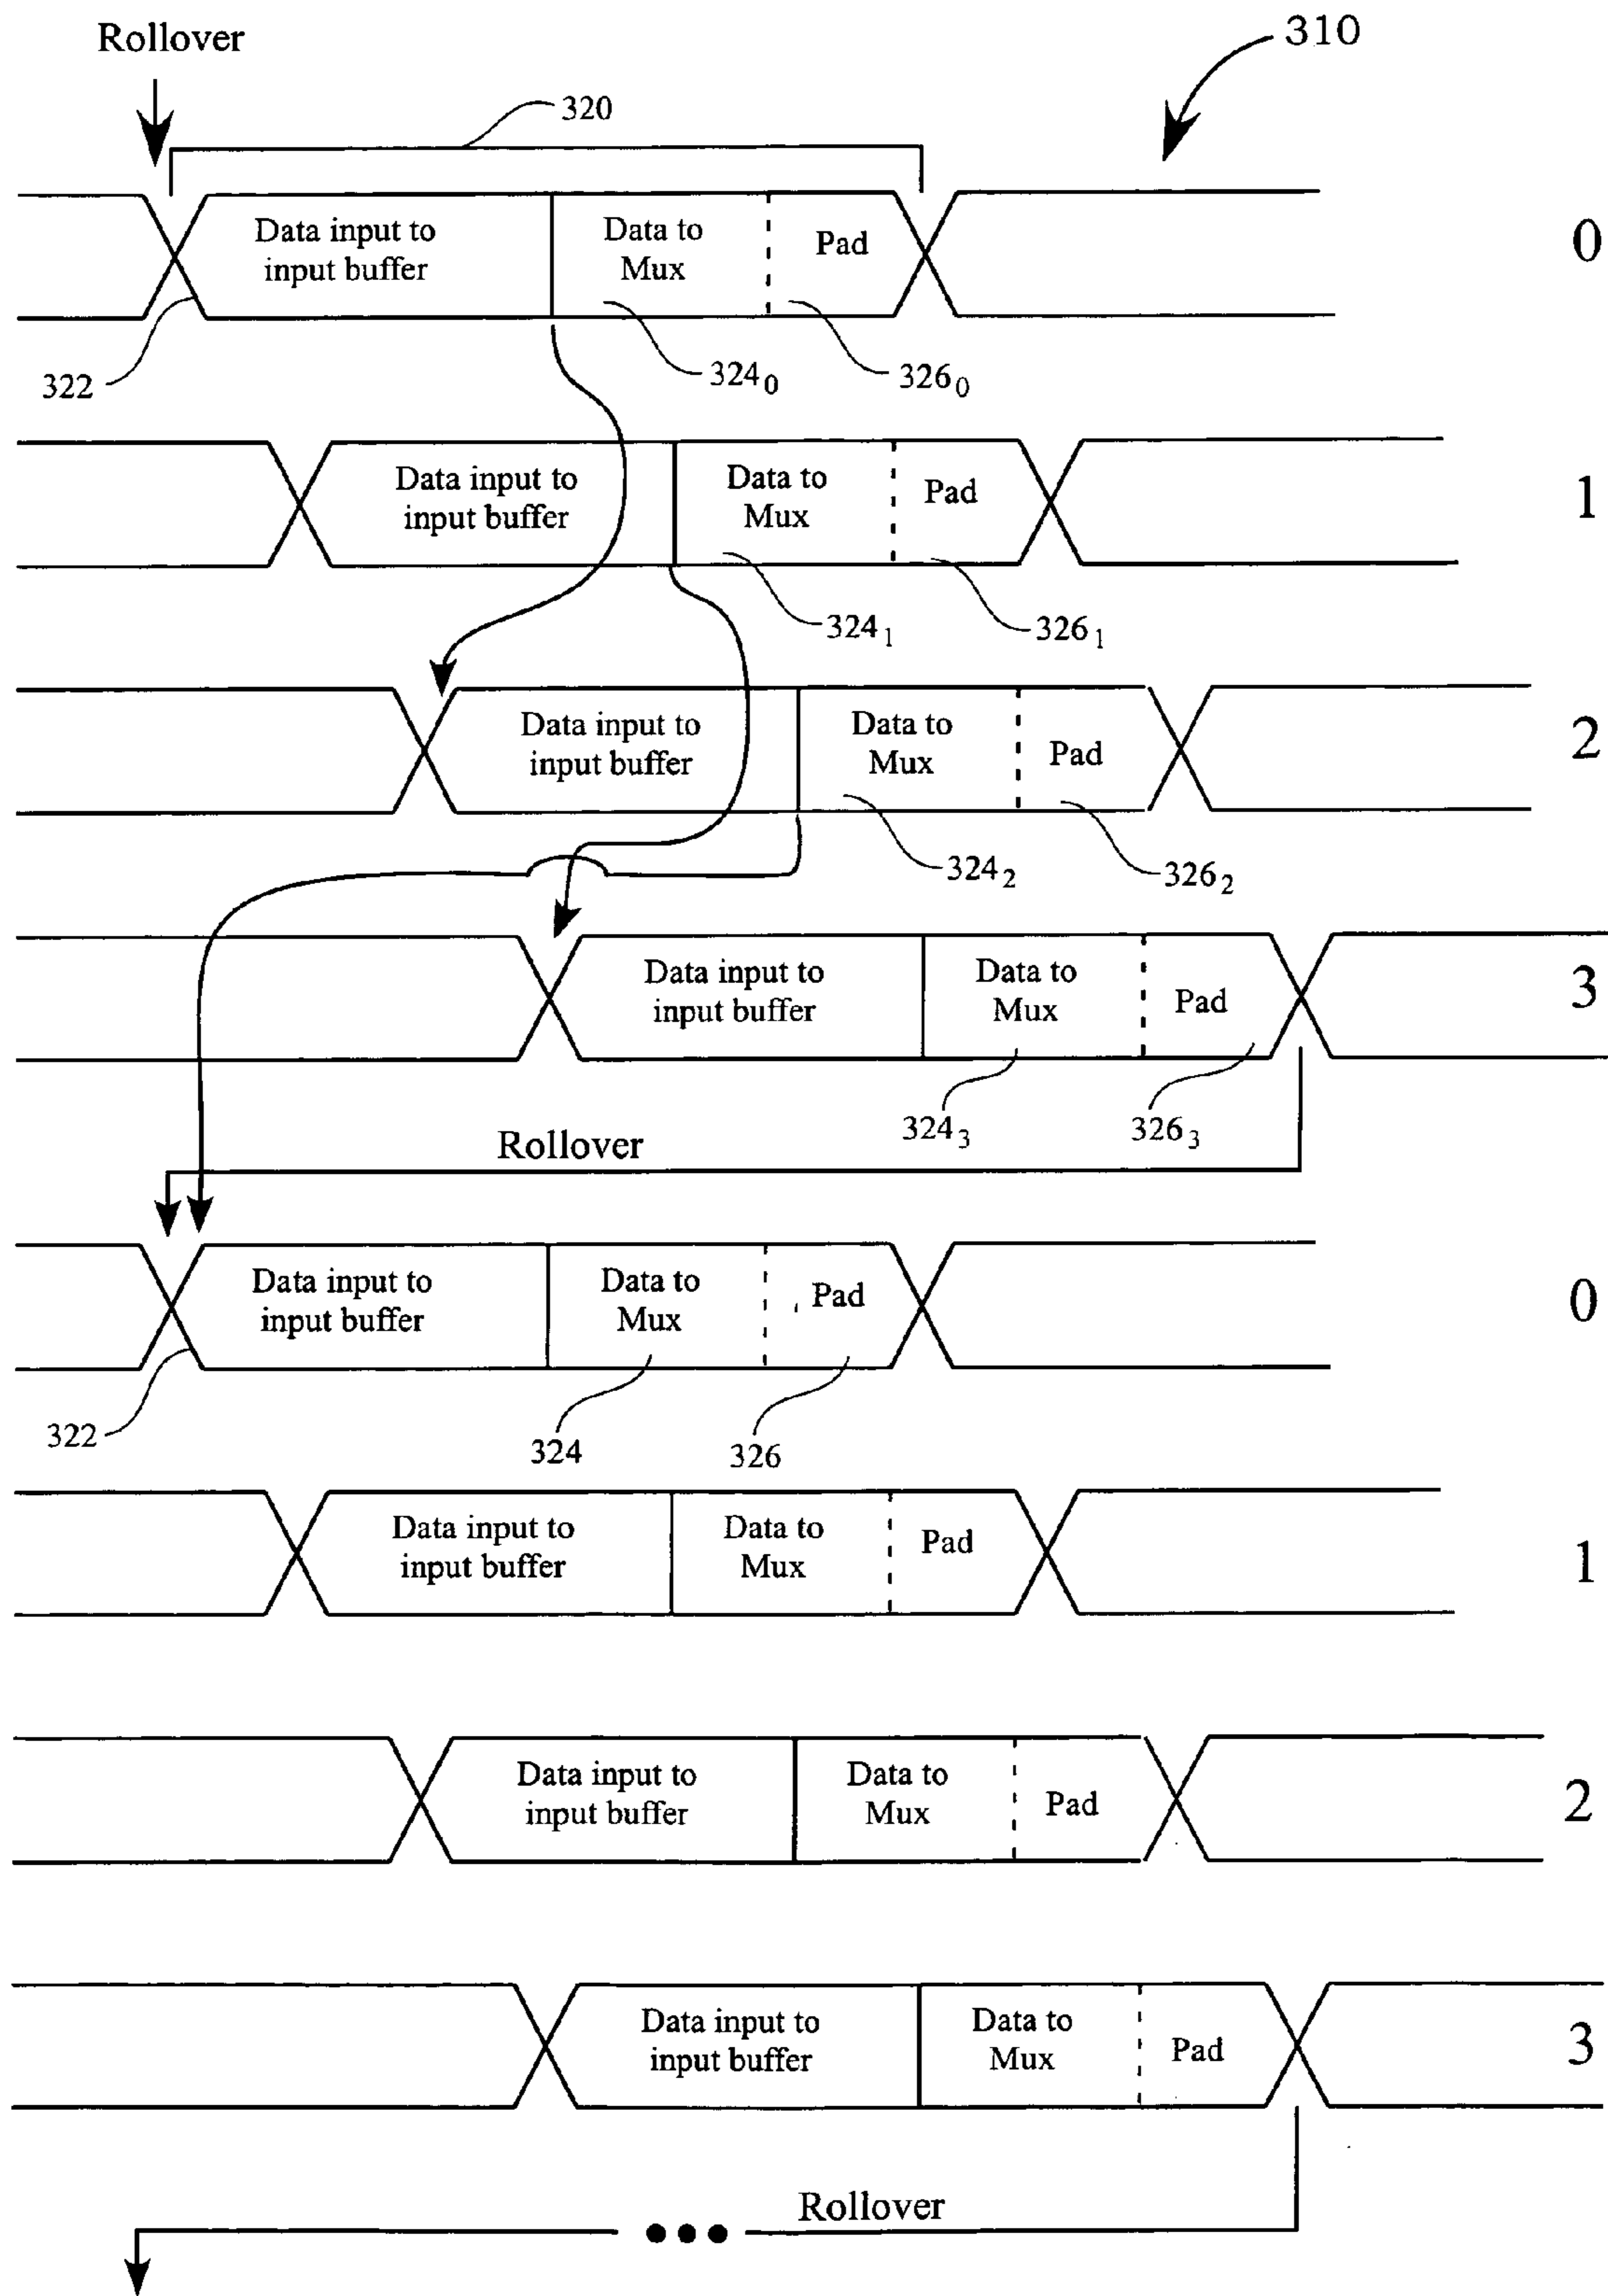 Rollover
310
320
Data input to
input buffer
Data to
Mux
Pad
0
322
324₀
326₀
Data input to
input buffer
Data to
Mux
Pad
1
324₁
326₁
Data input to
input buffer
Data to
Mux
Pad
2
324₂
326₂
Data input to
input buffer
Data to
Mux
Pad
3
324₃
326₃
Rollover
Data input to
input buffer
Data to
Mux
Pad
0
322
324
326
Data input to
input buffer
Data to
Mux
Pad
1
Data input to
input buffer
Data to
Mux
Pad
2
Data input to
input buffer
Data to
Mux
Pad
3
Rollover